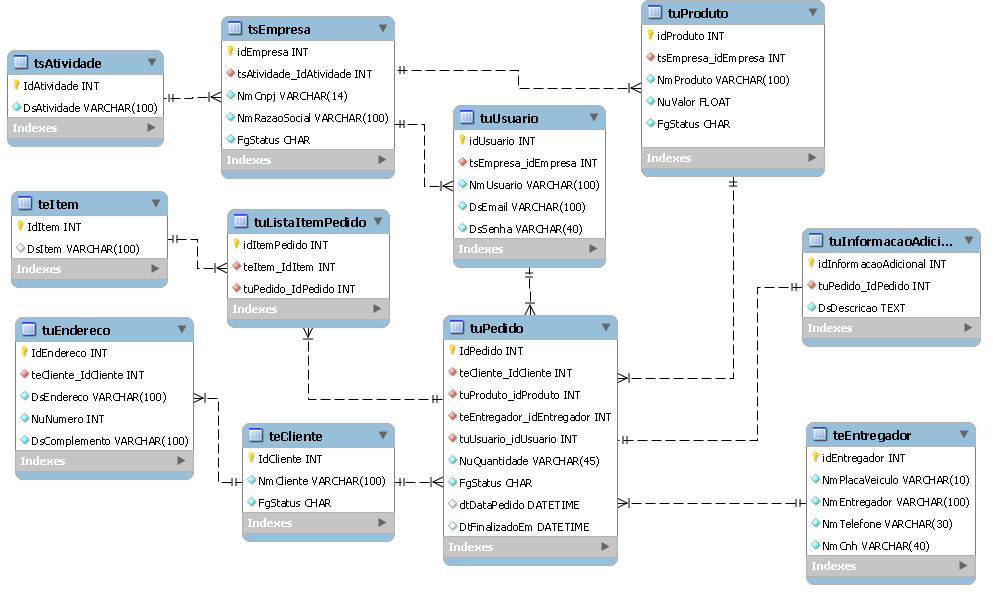 tsAtividade
IdAtividade INT
DsAtividade VARCHAR(100)
Indexes
tsEmpresa
idEmpresa INT
tsAtividade_IdAtividade INT
NmCnpj VARCHAR(14)
NmRazaoSocial VARCHAR(100)
FgStatus CHAR
Indexes
tuProduto
idProduto INT
tsEmpresa_idEmpresa INT
NmProduto VARCHAR(100)
NuValor FLOAT
FgStatus CHAR
Indexes
tuUsuario
idUsuario INT
tsEmpresa_idEmpresa INT
NmUsuario VARCHAR(100)
DsEmail VARCHAR(100)
DsSenha VARCHAR(40)
Indexes
teItem
IdItem INT
DsItem VARCHAR(100)
Indexes
tuListaItemPedido
idItemPedido INT
teItem_IdItem INT
tuPedido_IdPedido INT
Indexes
tuInformacaoAdici...
idInformacaoAdicional INT
tuPedido_IdPedido INT
DsDescricao TEXT
Indexes
tuEndereco
IdEndereco INT
teCliente_IdCliente INT
DsEndereco VARCHAR(100)
NuNumero INT
DsComplemento VARCHAR(100)
Indexes
teCliente
IdCliente INT
NmCliente VARCHAR(100)
FgStatus CHAR
Indexes
tuPedido
IdPedido INT
teCliente_IdCliente INT
tuProduto_idProduto INT
teEntregador_idEntregador INT
tuUsuario_idUsuario INT
NuQuantidade VARCHAR(45)
FgStatus CHAR
dtDataPedido DATETIME
DtFinalizadoEm DATETIME
Indexes
teEntregador
idEntregador INT
NmPlacaVeiculo VARCHAR(10)
NmEntregador VARCHAR(100)
NmTelefone VARCHAR(30)
NmCnh VARCHAR(40)
Indexes